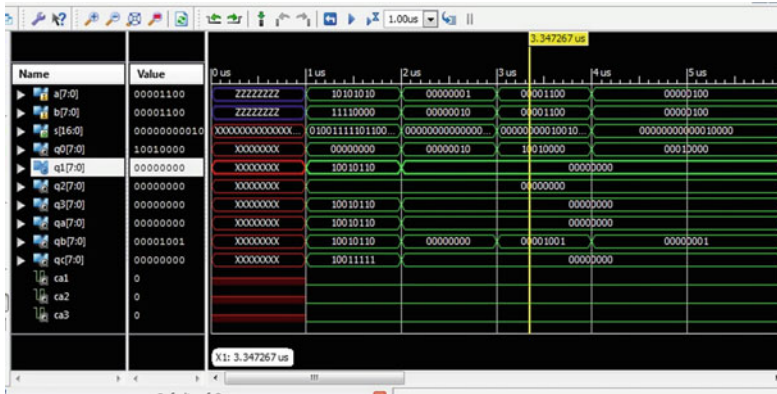 1.00us
3.347267 us
Name Value 0 us 1 us 2 us 3 us 4 us 5 us
a[7:0] 00001100 ZZZZZZZZ 10101010 00000001 00001100 00000100
b[7:0] 00001100 ZZZZZZZZ 11110000 00000010 00001100 00000100
s[16:0] 00000000010 XXXXXXXXXXXXXX... 01001111101100... 00000000000000... 00000000010010... 00000000000010000
q0[7:0] 10010000 XXXXXXXX 00000000 00000010 10010000 00010000
q1[7:0] 00000000 XXXXXXXX 10010110 00000000
q2[7:0] 00000000 XXXXXXXX 00000000
q3[7:0] 00000000 XXXXXXXX 10010110 00000000
qa[7:0] 00000000 XXXXXXXX 10010110 00000000
qb[7:0] 00001001 XXXXXXXX 10010110 00000000 00001001 00000001
qc[7:0] 00000000 XXXXXXXX 10011111 00000000
ca1 0
ca2 0
ca3 0
X1: 3.347267 us